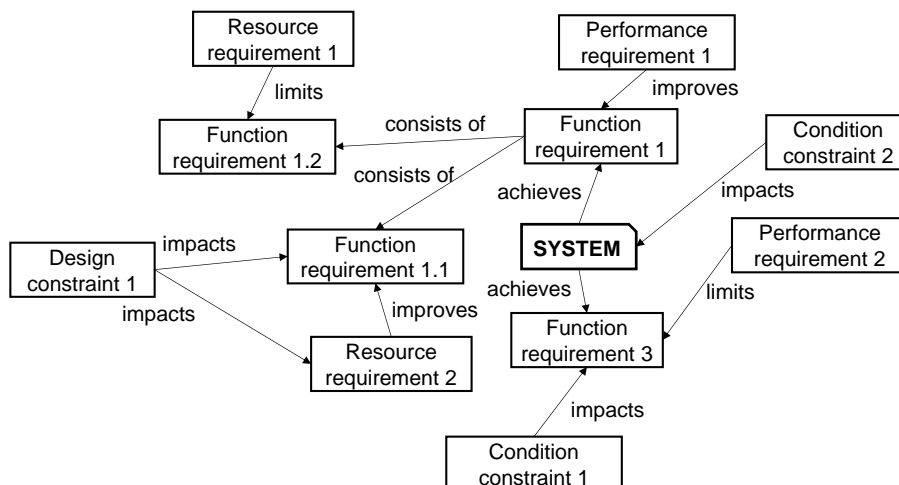 Resource
requirement 1
Performance
requirement 1
limits
improves
Function
requirement 1.2
consists of
Function
requirement 1
Condition
constraint 2
consists of
achieves
impacts
Design
constraint 1
impacts
Function
requirement 1.1
SYSTEM
Performance
requirement 2
achieves
limits
impacts
improves
Resource
requirement 2
Function
requirement 3
impacts
Condition
constraint 1